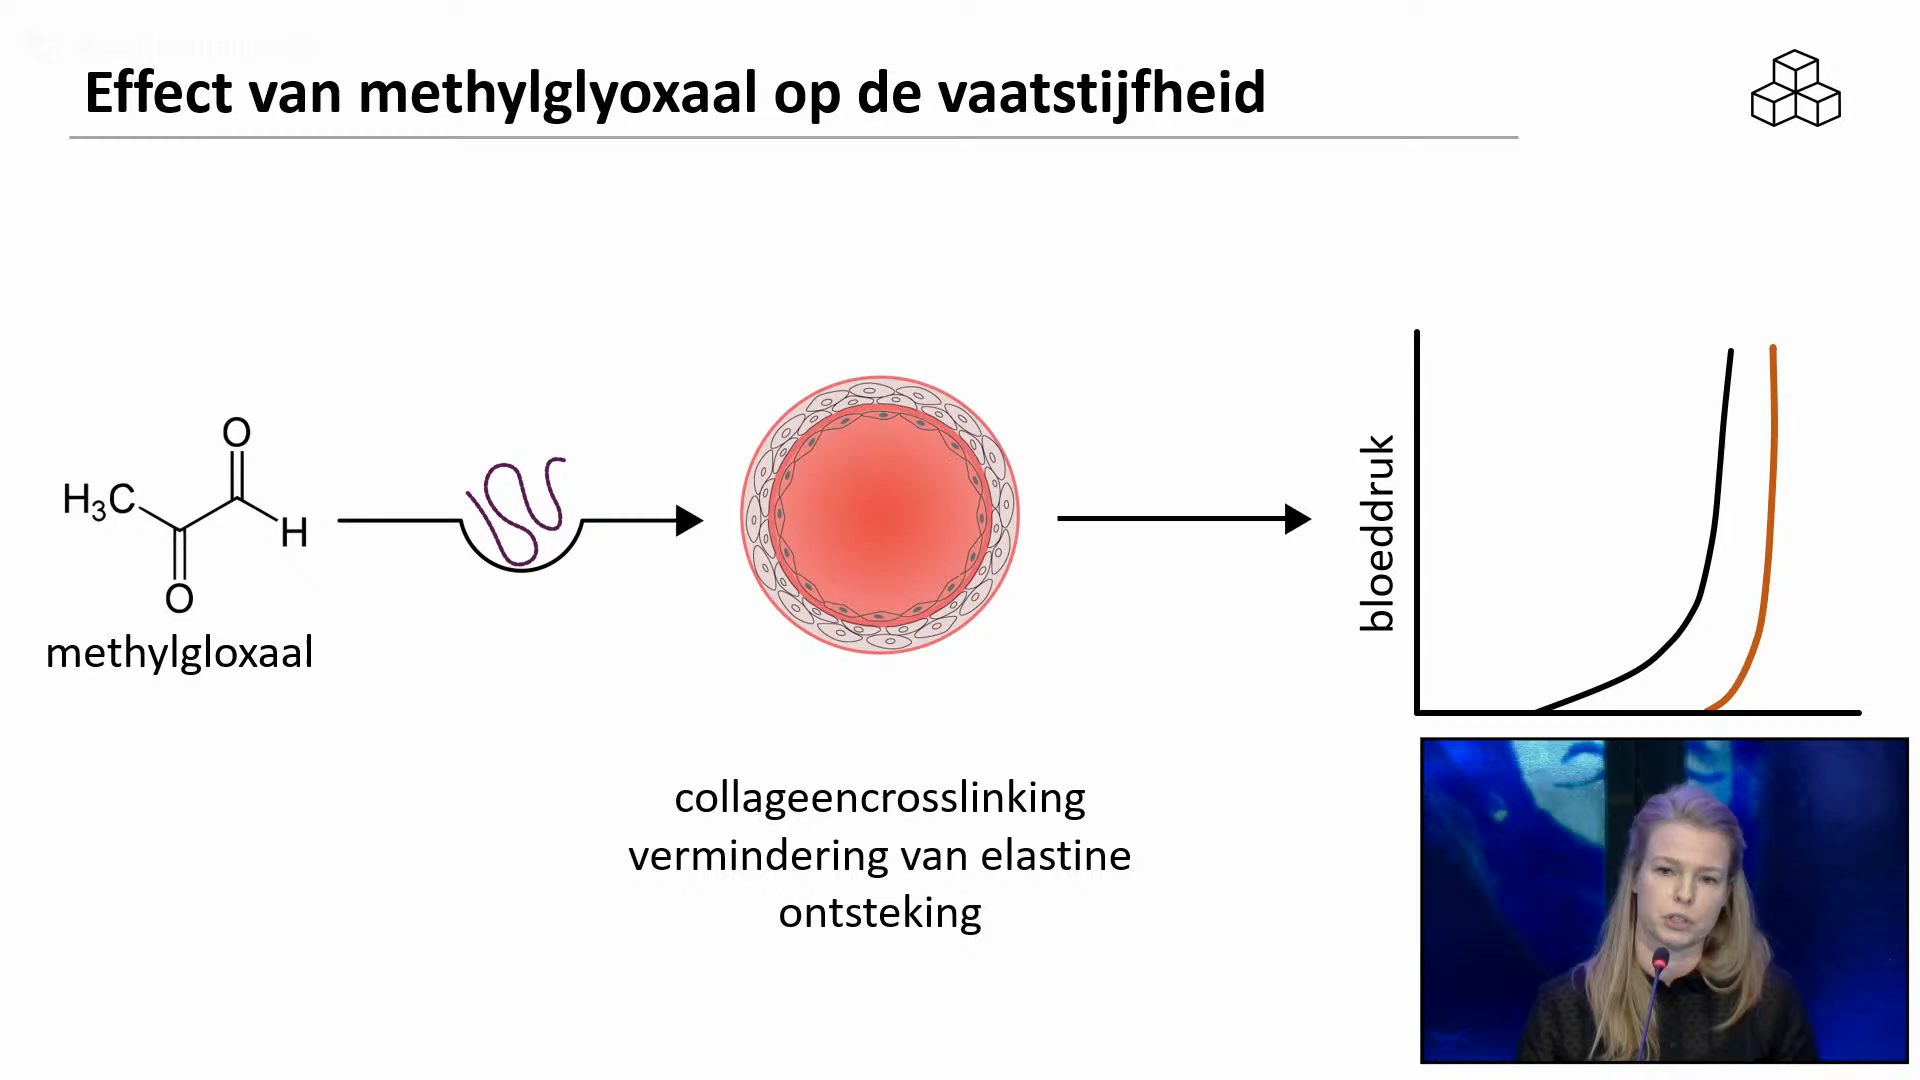 Effect van methylglyoxaal op de vaatstijfheid
H₃C
O
H
O
methylgloxaal
collageencrosslinking
vermindering van elastine
ontsteking
bloeddruk